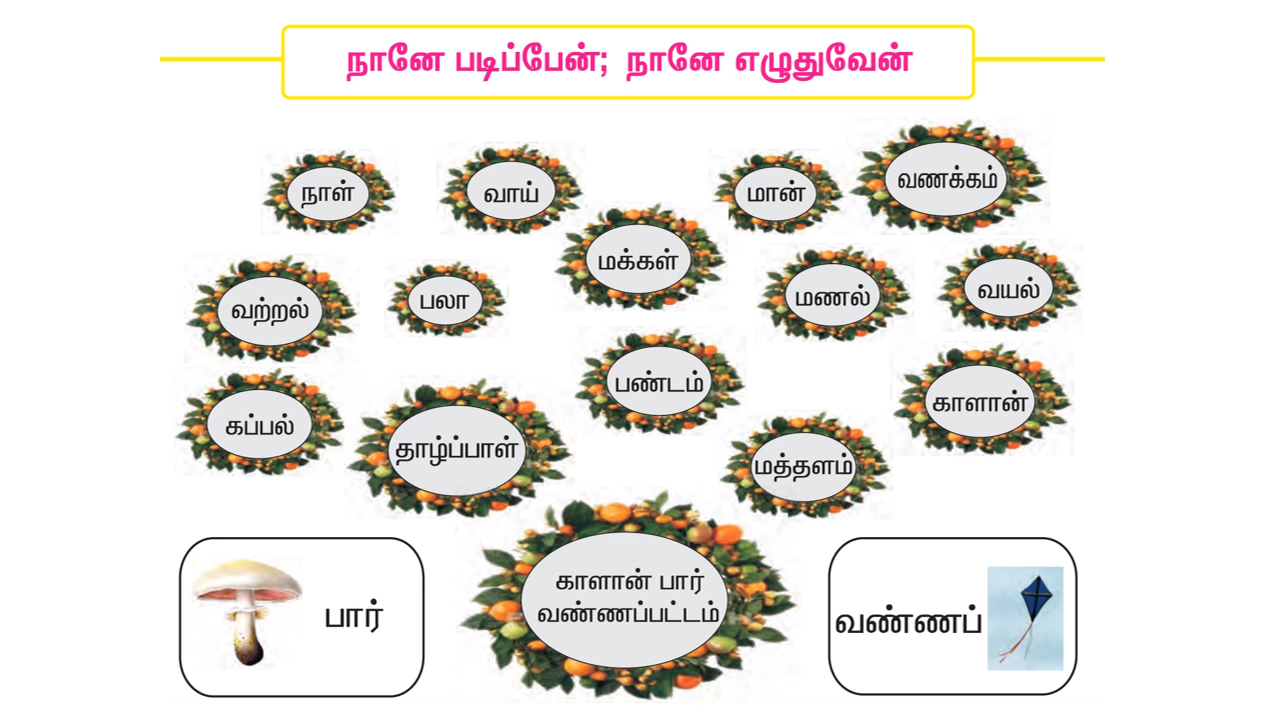 நானே படிப்பேன்; நானே எழுதுவேன்
நாள்
வாய்
மான்
வணக்கம்
மக்கள்
வற்றல்
பலா
மணல்
வயல்
பண்டம்
காளான்
கப்பல்
தாழ்ப்பாள்
மத்தளம்
காளான் பார்
வண்ணப்பட்டம்
பார்
வண்ணப்